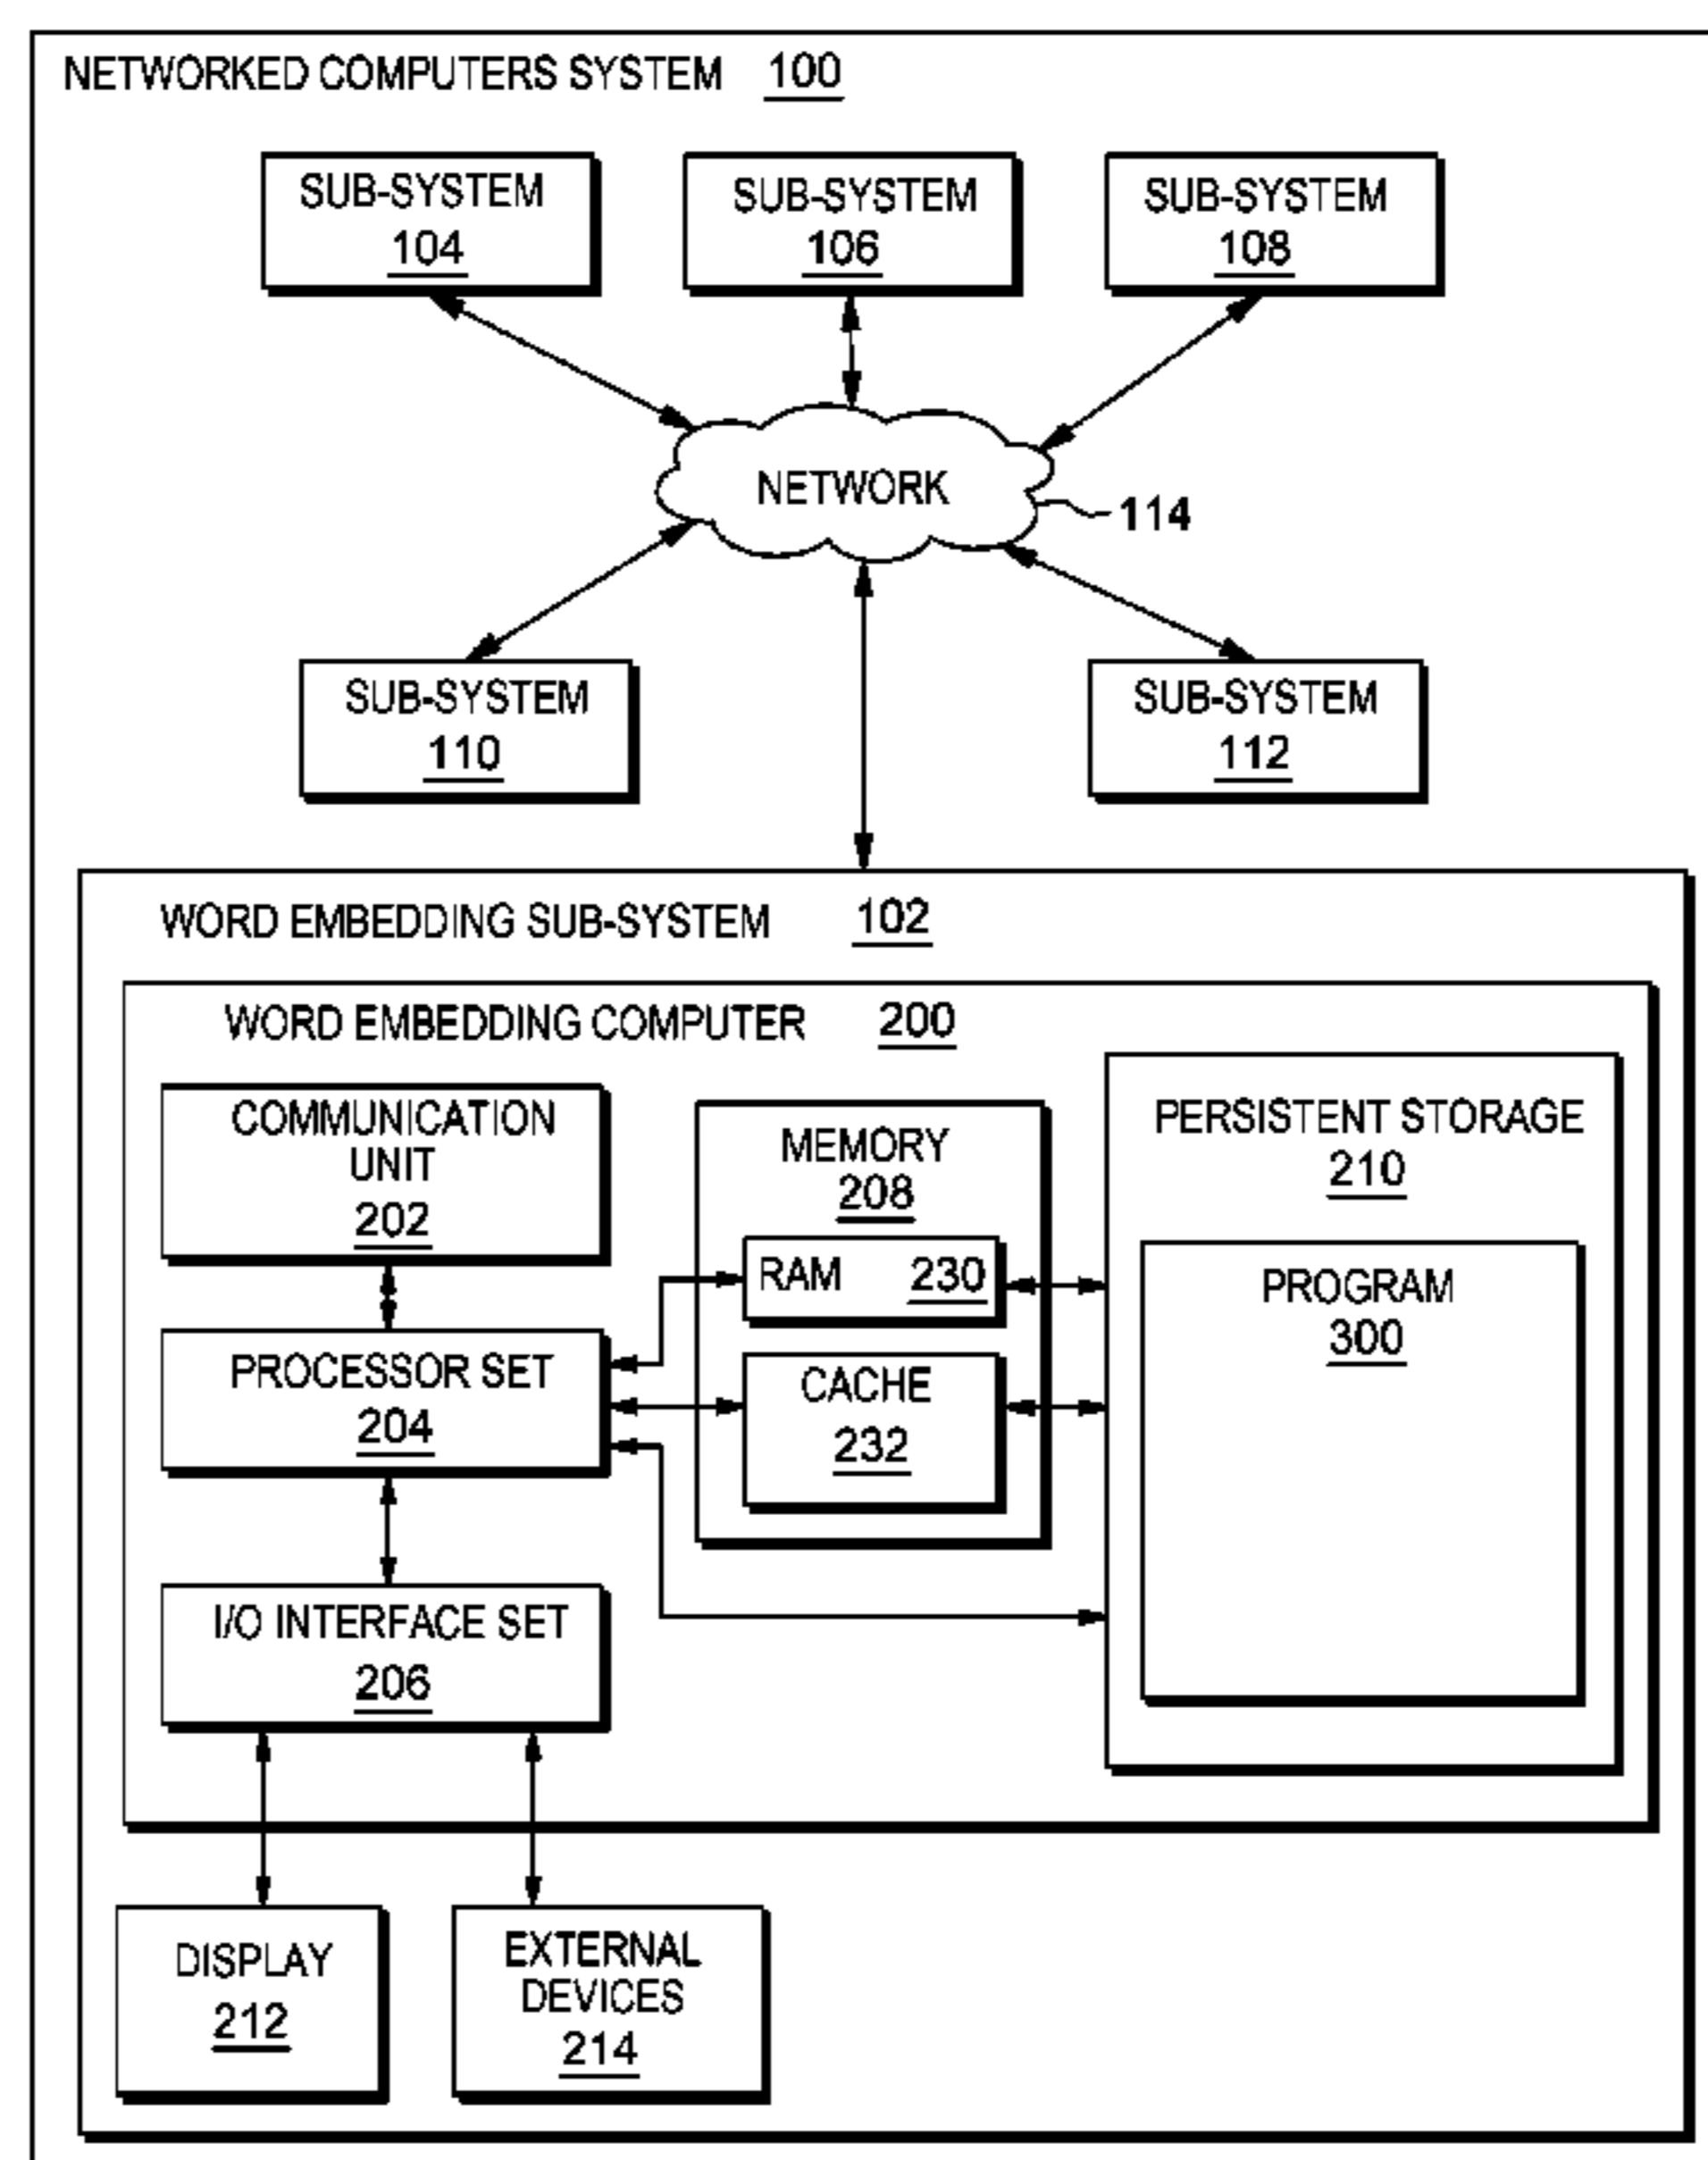 NETWORKED COMPUTERS SYSTEM 100
SUB-SYSTEM
104
SUB-SYSTEM
106
SUB-SYSTEM
108
NETWORK
114
SUB-SYSTEM
110
SUB-SYSTEM
112
WORD EMBEDDING SUB-SYSTEM 102
WORD EMBEDDING COMPUTER 200
COMMUNICATION
UNIT
202
PROCESSOR SET
204
I/O INTERFACE SET
206
MEMORY
208
RAM 230
CACHE
232
PERSISTENT STORAGE
210
PROGRAM
300
DISPLAY
212
EXTERNAL
DEVICES
214